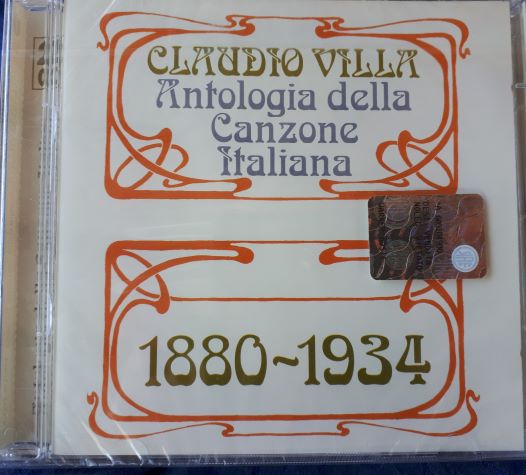 CLAUDIO VILLA
Antologia della
Canzone
Italiana
1880~1934